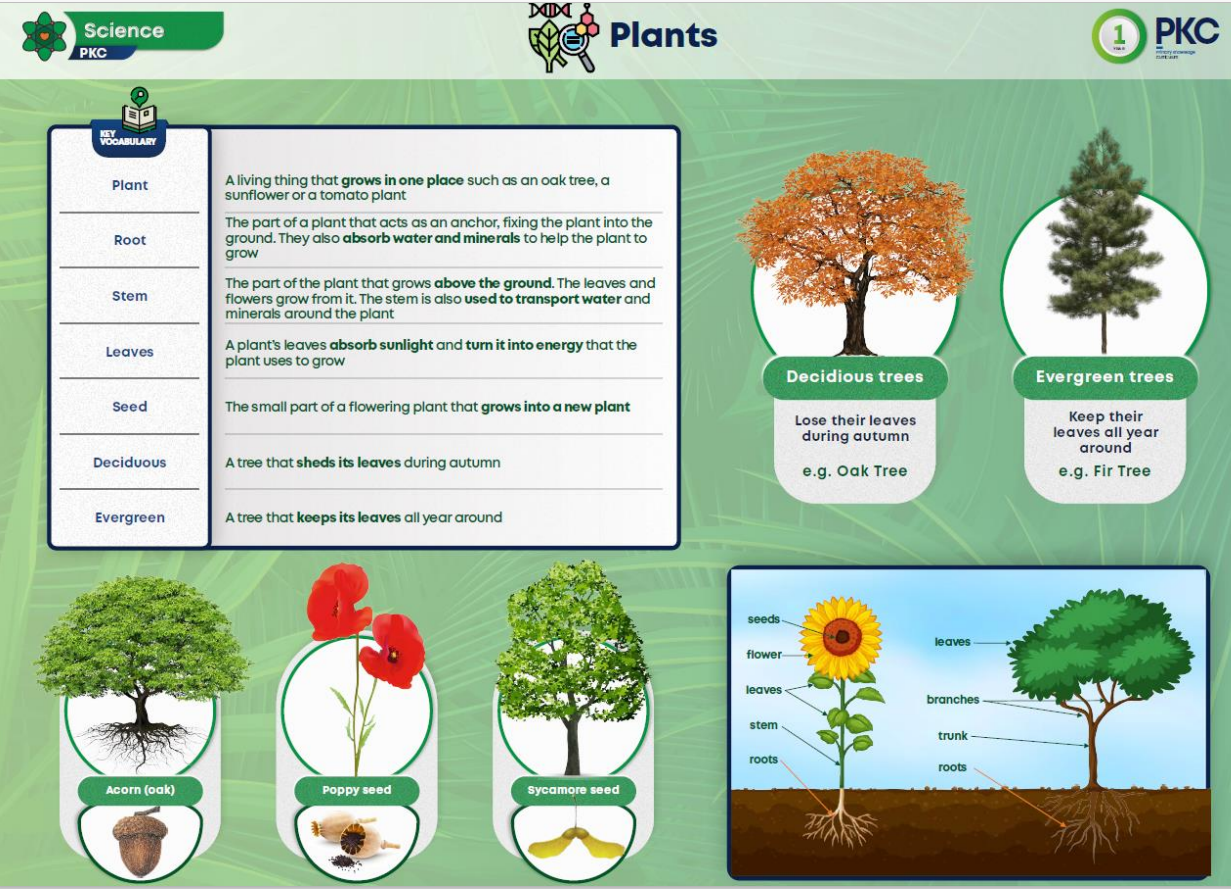 Science
PKC
Plants
1
YEAR
PKC
primary knowledge
curriculum
KEY
VOCABULARY
Plant
A living thing that grows in one place such as an oak tree, a
sunflower or a tomato plant
Root
The part of a plant that acts as an anchor, fixing the plant into the
ground. They also absorb water and minerals to help the plant to
grow
Stem
The part of the plant that grows above the ground. The leaves and
flowers grow from it. The stem is also used to transport water and
minerals around the plant
Leaves
A plant's leaves absorb sunlight and turn it into energy that the
plant uses to grow
Seed
The small part of a flowering plant that grows into a new plant
Deciduous
A tree that sheds its leaves during autumn
Evergreen
A tree that keeps its leaves all year around
Decidious trees
Lose their leaves
during autumn
e.g. Oak Tree
Evergreen trees
Keep their
leaves all year
around
e.g. Fir Tree
Acorn (oak)
Poppy seed
Sycamore seed
seeds
flower
leaves
stem
roots
leaves
branches
trunk
roots